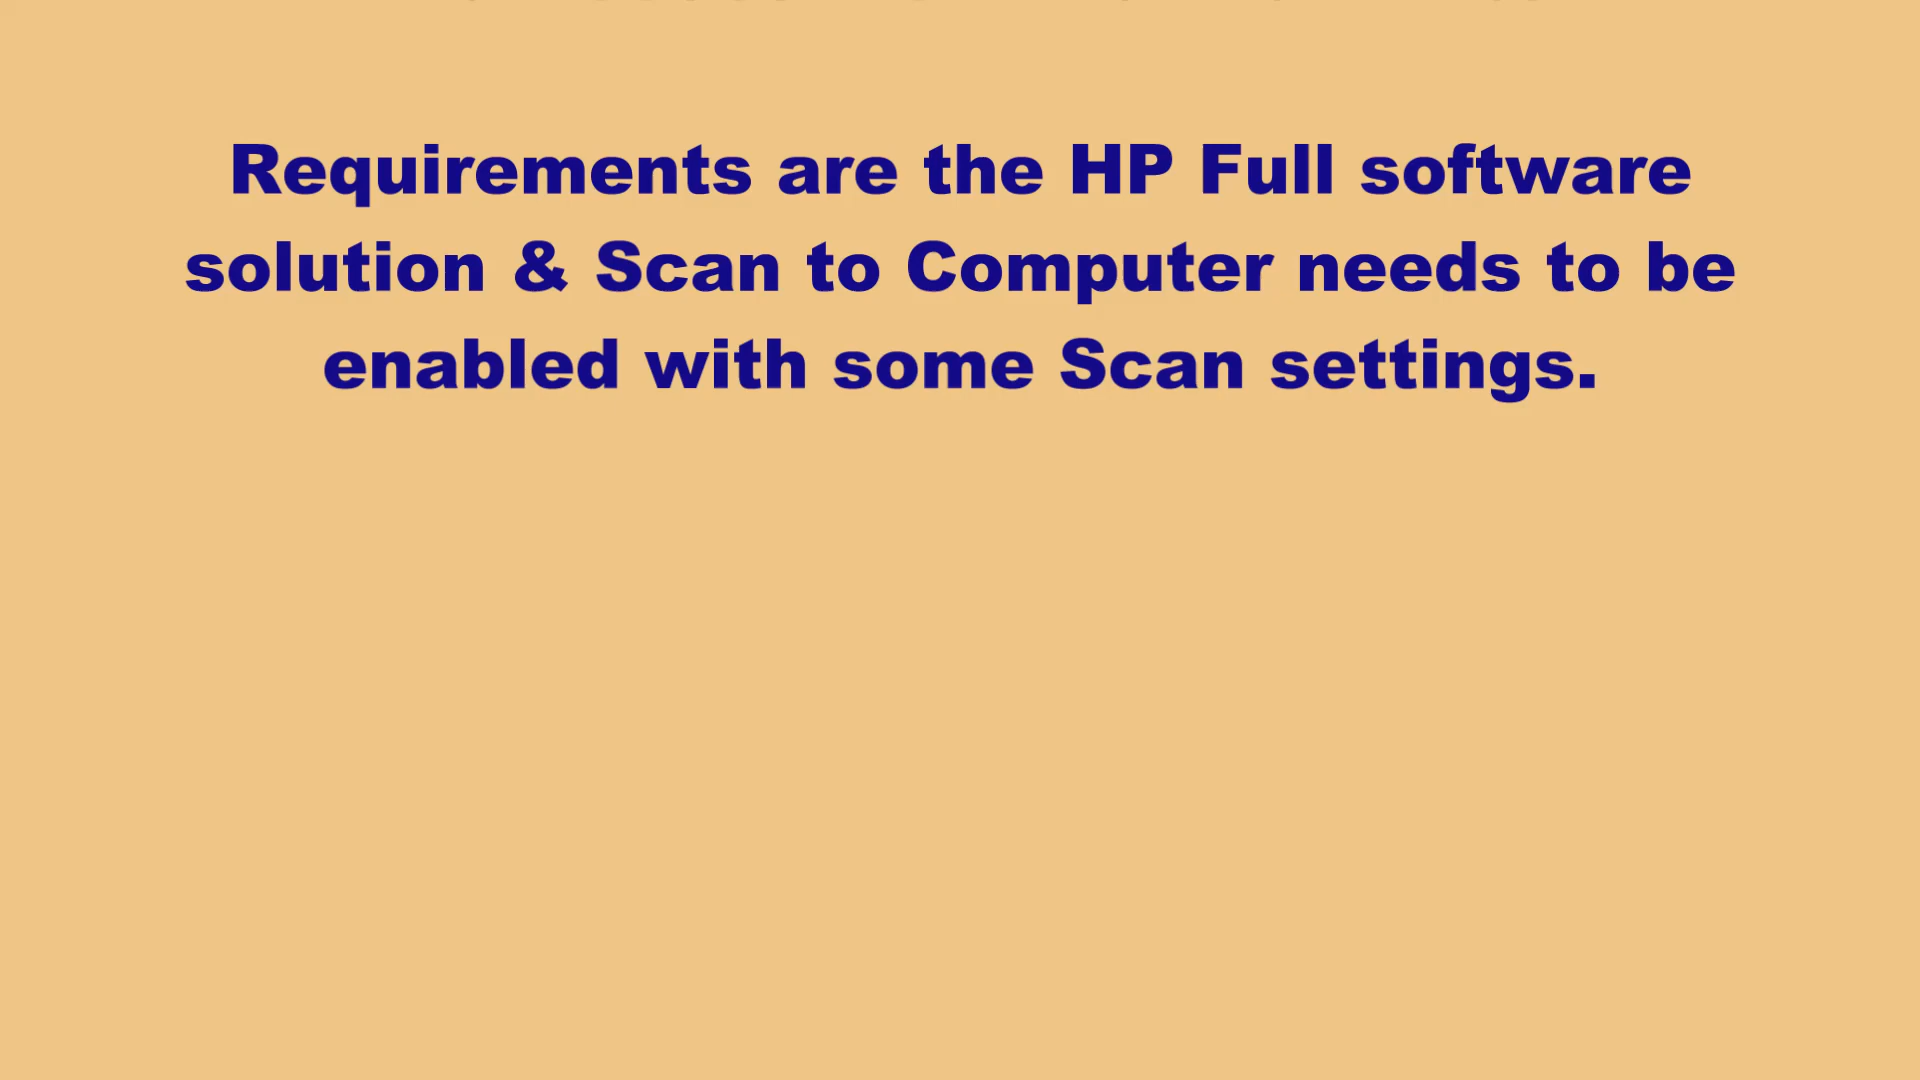 Requirements are the HP Full software
solution & Scan to Computer needs to be
enabled with some Scan settings.